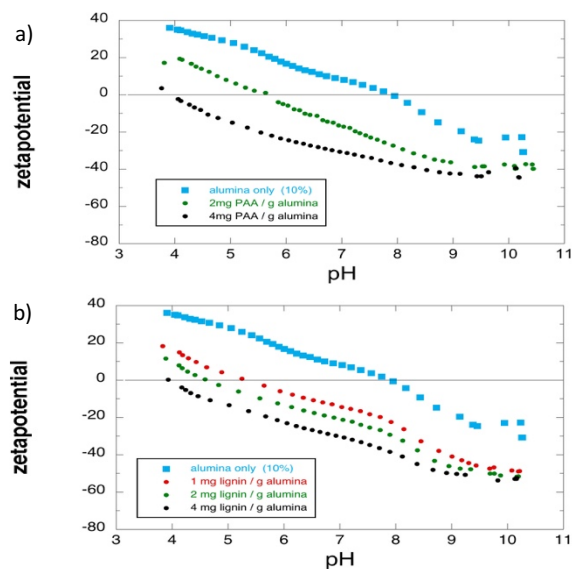 a)
40
20
0
-20
-40
-60
-80
zetapotential
alumina only (10%)
2mg PAA / g alumina
4mg PAA / g alumina
3 4 5 6 7 8 9 10 11
pH
b)
40
20
0
-20
-40
-60
-80
zetapotential
alumina only (10%)
1 mg lignin / g alumina
2 mg lignin / g alumina
4 mg lignin / g alumina
3 4 5 6 7 8 9 10 11
pH